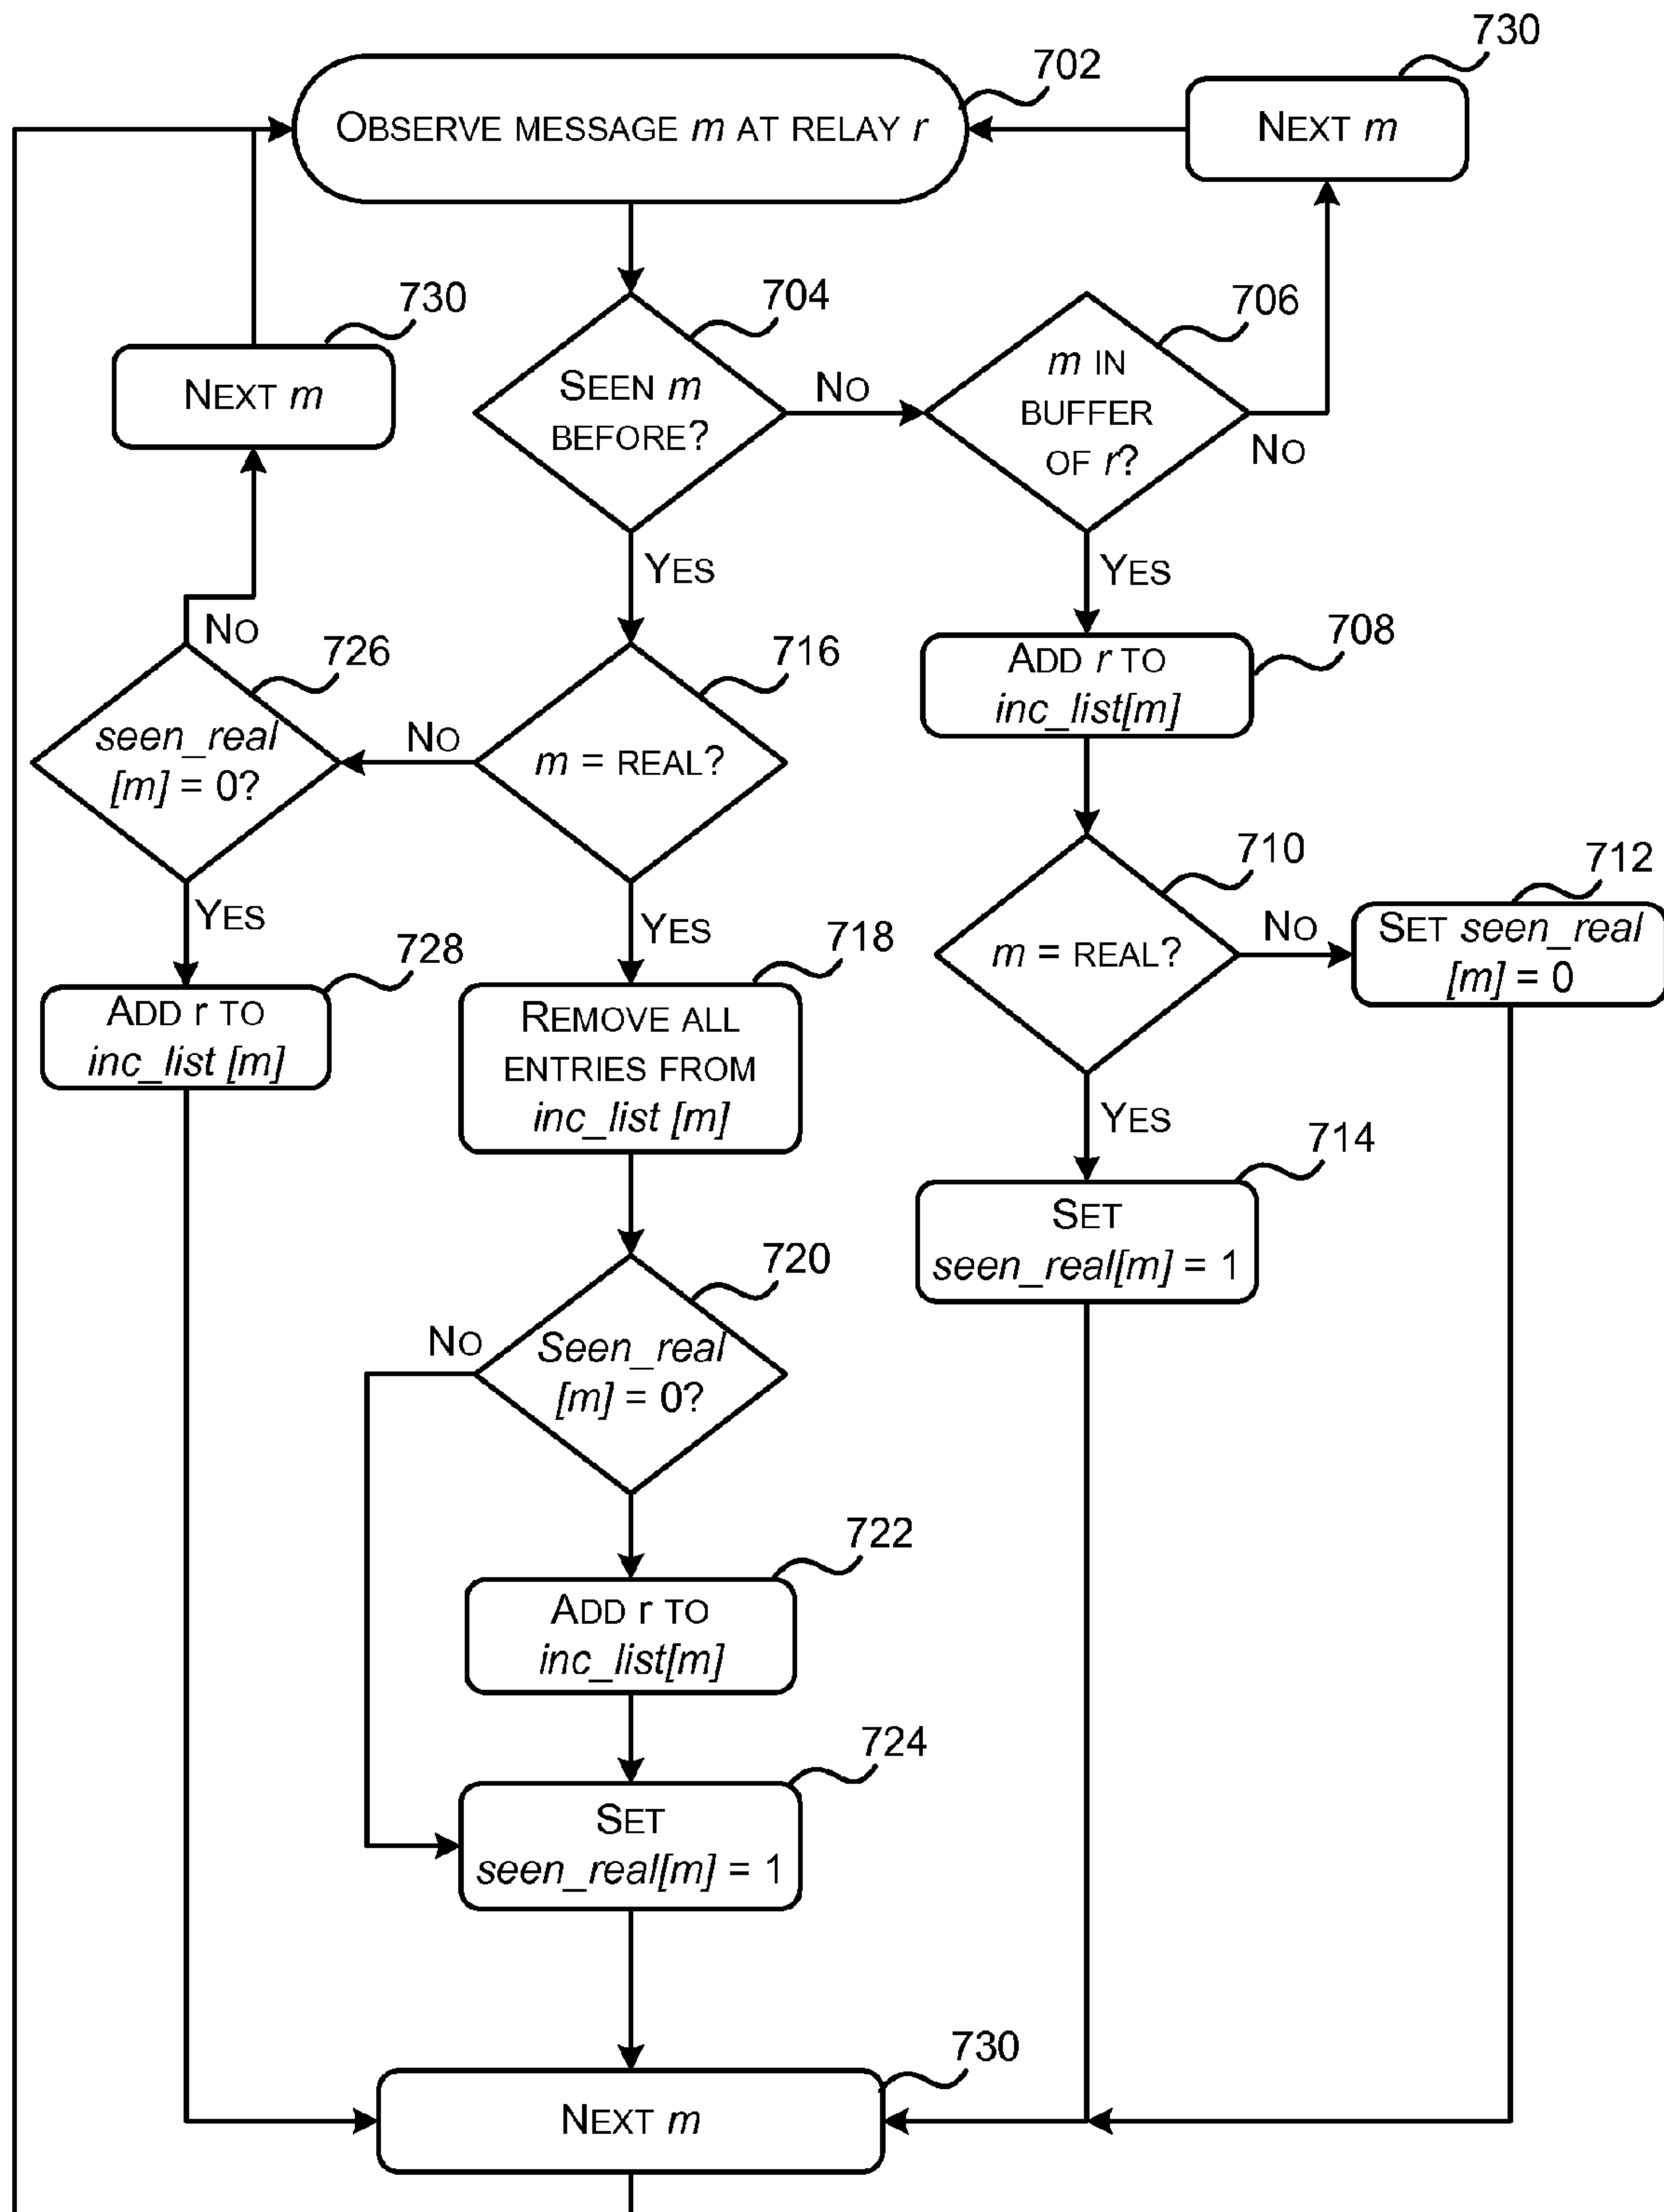 730
702
OBSERVE MESSAGE m AT RELAY r
NEXT m
704
706
730
SEEN m
BEFORE?
NO
m IN
BUFFER
OF r?
NO
NEXT m
YES
YES
NO
726
716
708
ADD r TO
inc_list[m]
seen_real
[m] = 0?
NO
m = REAL?
710
712
YES
YES
718
m = REAL?
NO
SET seen_real
[m] = 0
728
ADD r TO
inc_list [m]
REMOVE ALL
ENTRIES FROM
inc_list [m]
YES
714
SET
seen_real[m] = 1
720
NO
Seen_real
[m] = 0?
722
ADD r TO
inc_list[m]
724
SET
seen_real[m] = 1
730
NEXT m